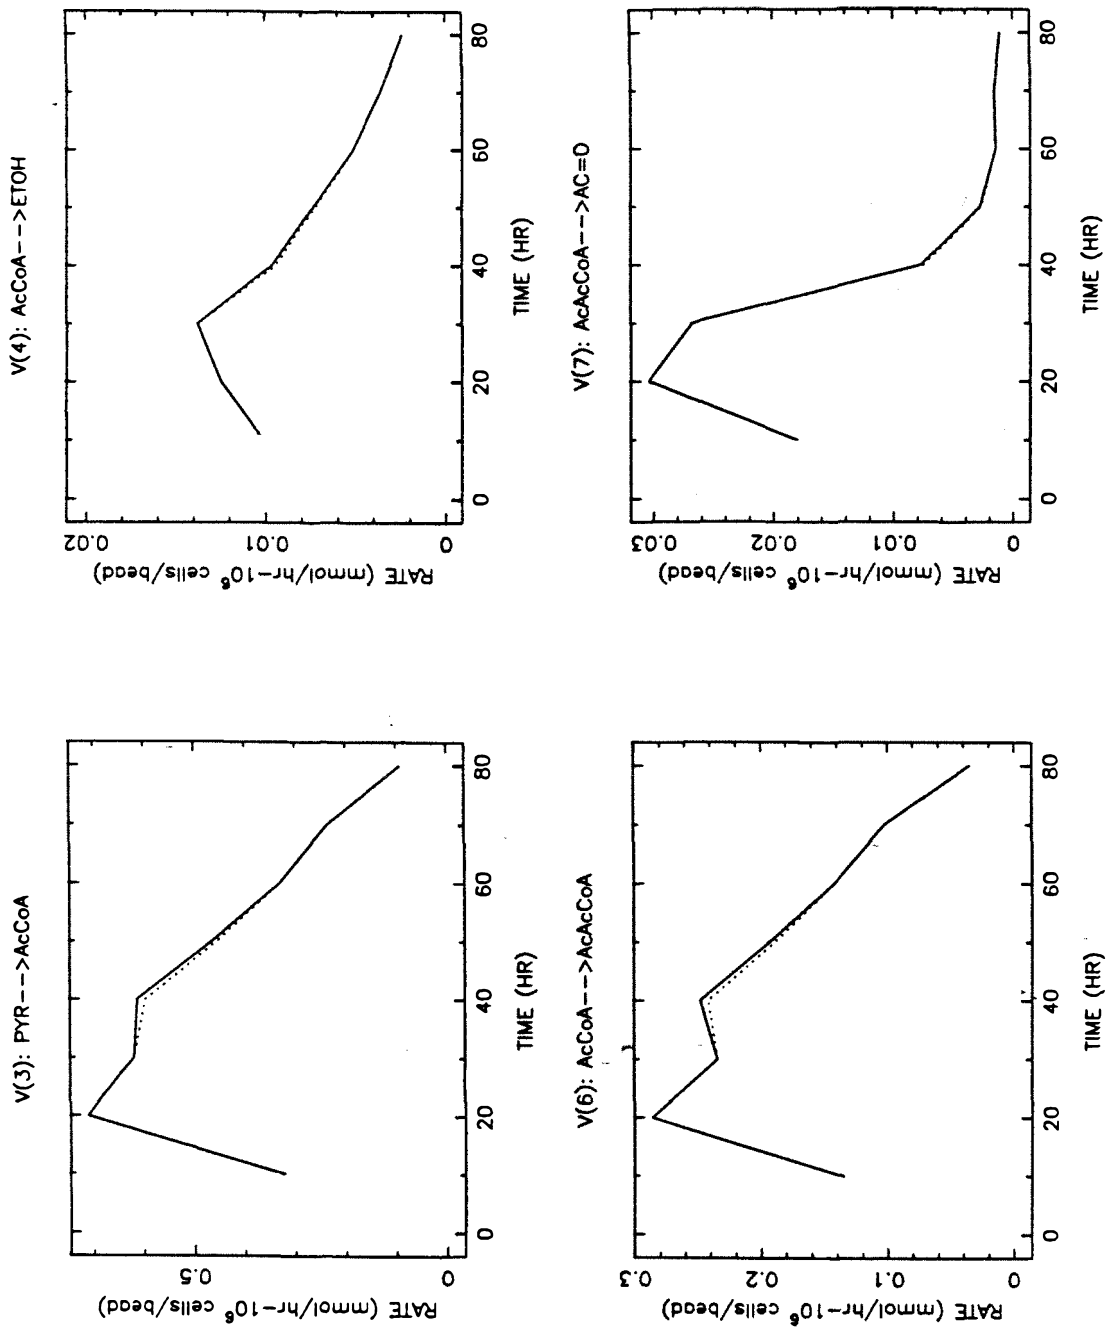 V(3): PYR-->AcCoA
RATE (mmol/hr-10⁶ cells/bead)
0.5
0
0 20 40 60 80
TIME (HR)
V(4): AcCoA-->ETOH
RATE (mmol/hr-10⁶ cells/bead)
0.02
0.01
0
0 20 40 60 80
TIME (HR)
V(6): AcCoA-->AcAcCoA
RATE (mmol/hr-10⁶ cells/bead)
0.3
0.2
0.1
0
0 20 40 60 80
TIME (HR)
V(7): AcAcCoA-->AC=O
RATE (mmol/hr-10⁶ cells/bead)
0.03
0.02
0.01
0
0 20 40 60 80
TIME (HR)